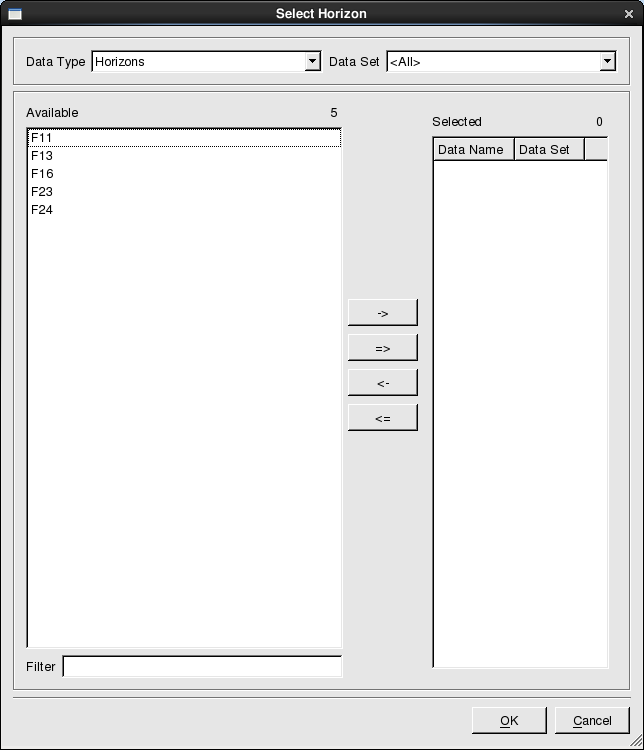 Select Horizon
Data Type Horizons Data Set <All>
Available 5
Selected 0
F11
F13
F16
F23
F24
Data Name Data Set
->
=>
<-
<=
Filter
OK Cancel